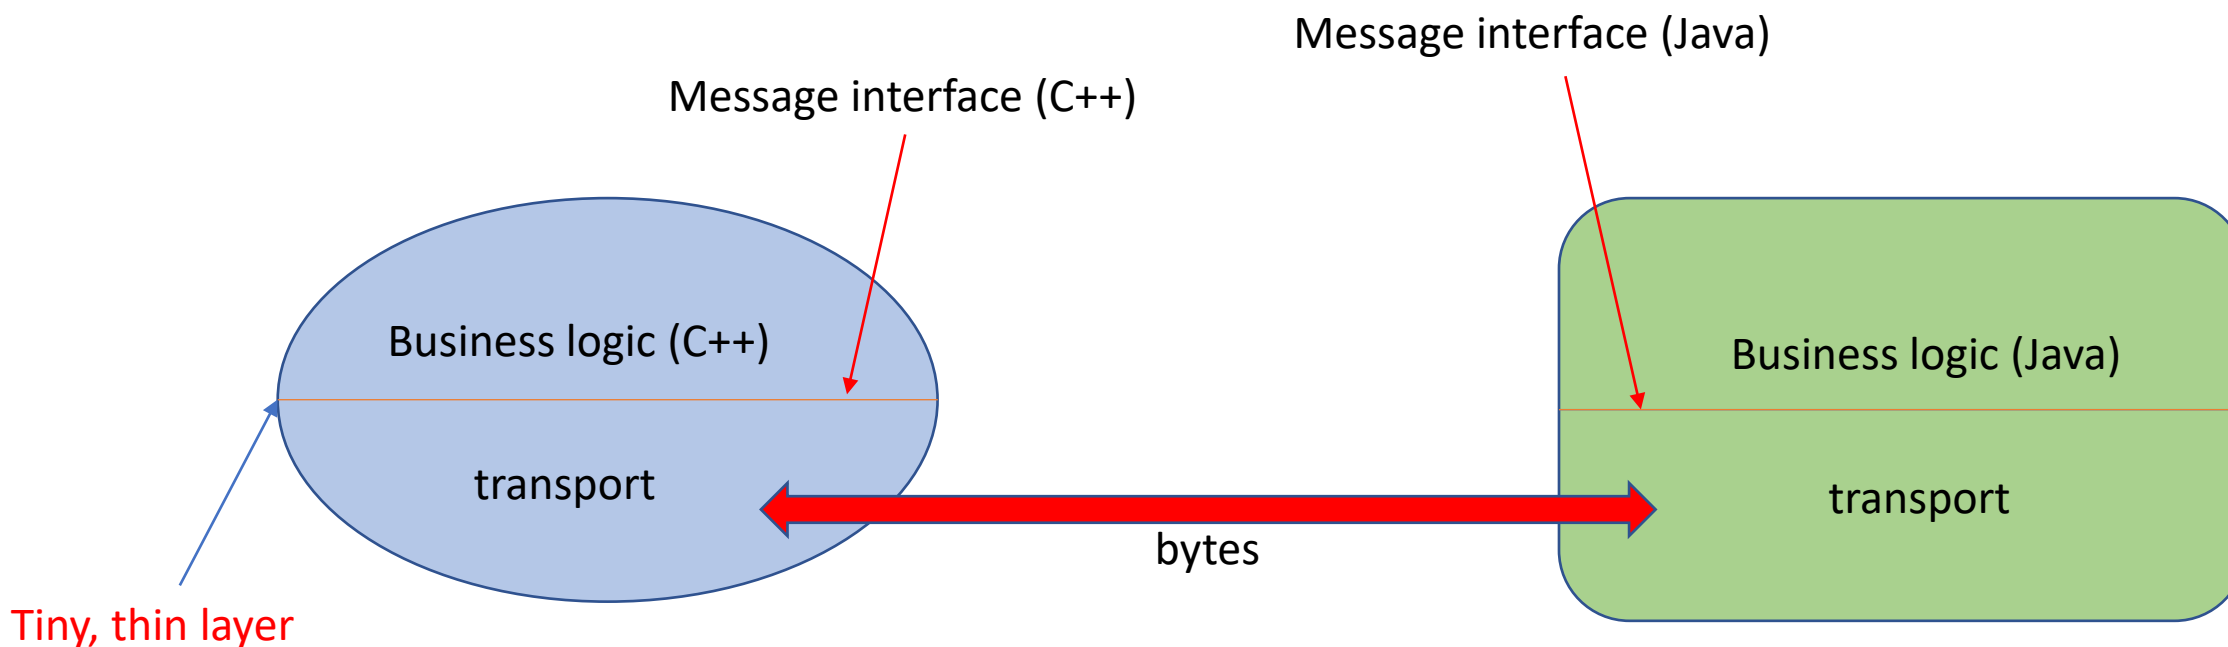 Message interface (Java)
Message interface (C++)
Business logic (C++)
Business logic (Java)
transport
transport
bytes
Tiny, thin layer